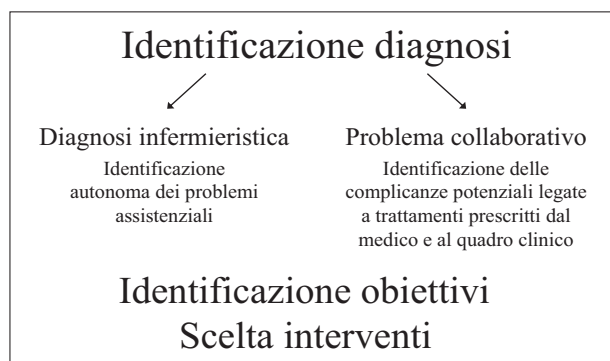 Identificazione diagnosi
Diagnosi infermieristica
Identificazione
autonoma dei problemi
assistenziali
Problema collaborativo
Identificazione delle
complicanze potenziali legate
a trattamenti prescritti dal
medico e al quadro clinico
Identificazione obiettivi
Scelta interventi